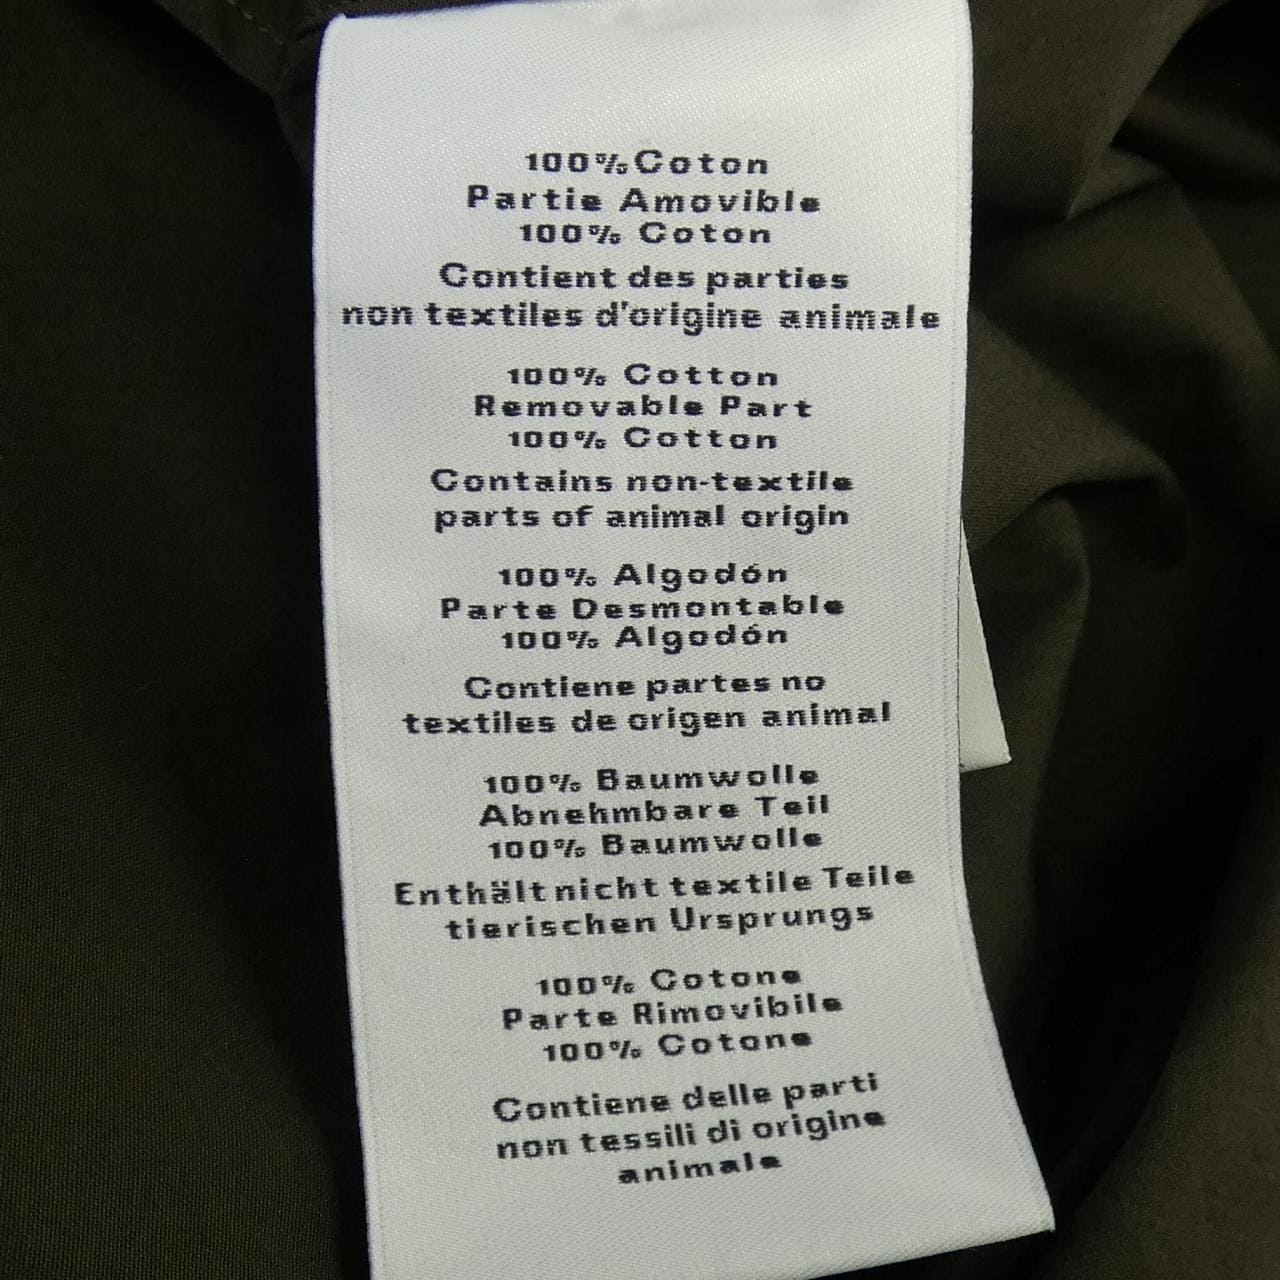 100% Coton
Partie Amovible
100% Coton
Contient des parties
non textiles d'origine animale
100% Cotton
Removable Part
100% Cotton
Contains non-textile
parts of animal origin
100% Algodón
Parte Desmontable
100% Algodón
Contiene partes no
textiles de origen animal
100% Baumwolle
Abnehmbare Teil
100% Baumwolle
Enthält nicht textile Teile
tierischen Ursprungs
100% Cotone
Parte Rimovibile
100% Cotone
Contiene delle parti
non tessili di origine
animale